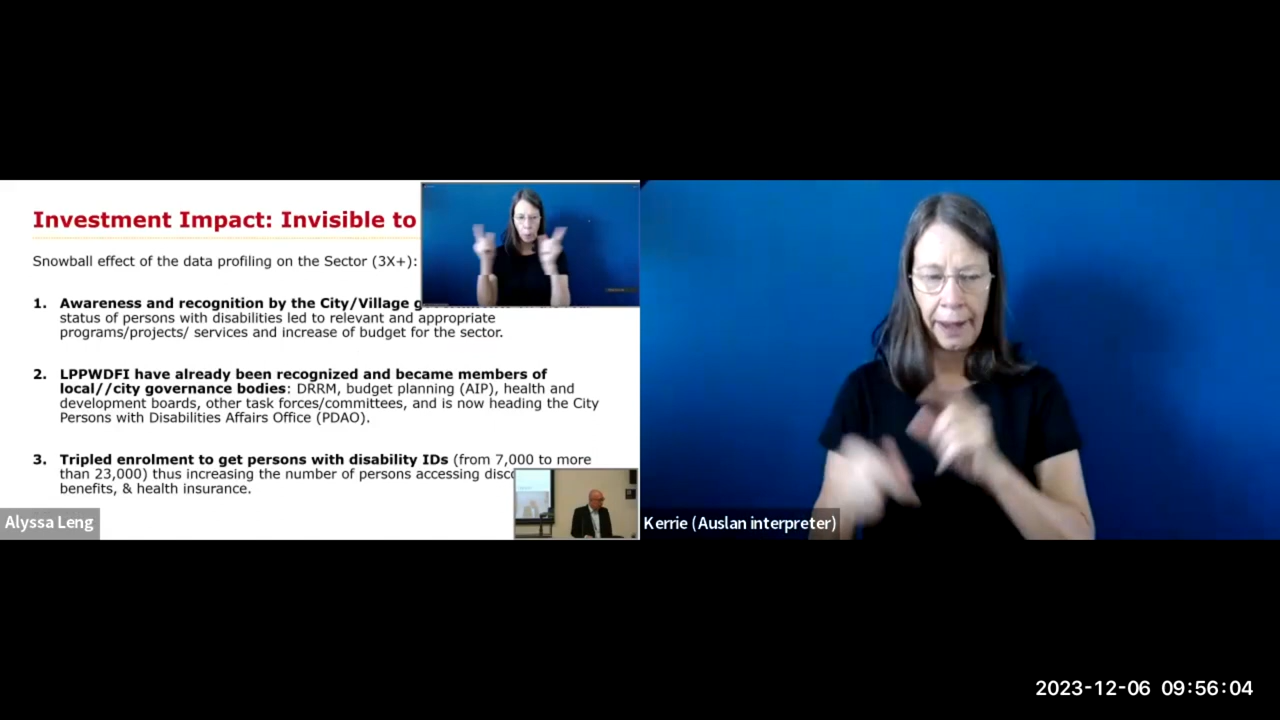 Investment Impact: Invisible to
Snowball effect of the data profiling on the Sector (3X+):
1. Awareness and recognition by the City/Village
status of persons with disabilities led to relevant and appropriate
programs/projects/ services and increase of budget for the sector.
2. LPPWDFI have already been recognized and became members of
local//city governance bodies: DRRM, budget planning (AIP), health and
development boards, other task forces/committees, and is now heading the City
Persons with Disabilities Affairs Office (PDAO).
3. Tripled enrolment to get persons with disability IDs (from 7,000 to more
than 23,000) thus increasing the number of persons accessing
benefits, & health insurance.
Alyssa Leng
Kerrie (Auslan interpreter)
2023-12-06 09:56:04